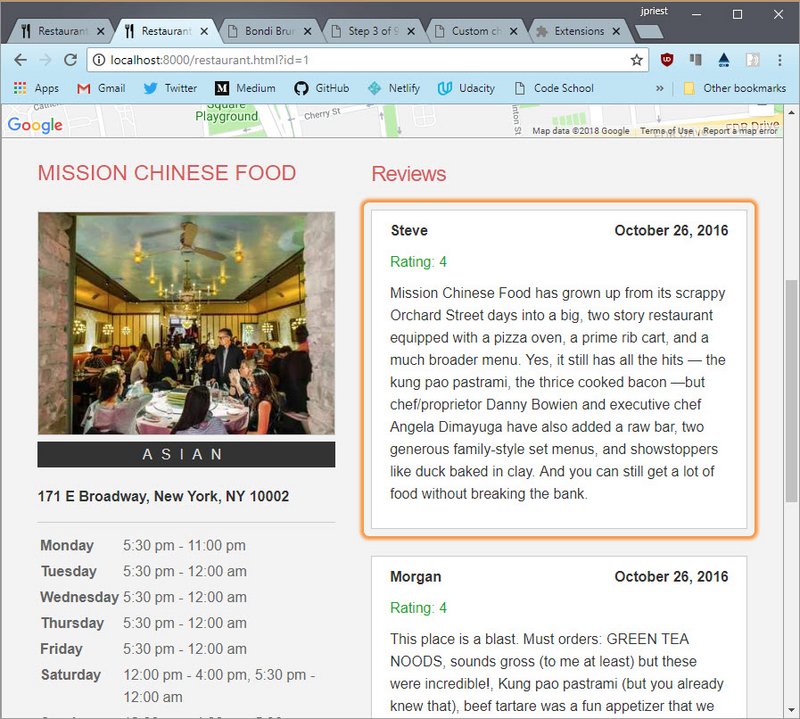 jpriest
Restaurant
Restaurant
Bondi Brun
Step 3 of 9
Custom ch
Extensions
localhost:8000/restaurant.html?id=1
Apps
Gmail
Twitter
Medium
GitHub
Netlify
Udacity
Code School
»
Other bookmarks
Square
Playground
Cherry St
Google
Map data ©2018 Google
Terms of Use
Report a map error
MISSION CHINESE FOOD
ASIAN
171 E Broadway, New York, NY 10002
Monday 5:30 pm - 11:00 pm
Tuesday 5:30 pm - 12:00 am
Wednesday 5:30 pm - 12:00 am
Thursday 5:30 pm - 12:00 am
Friday 5:30 pm - 12:00 am
Saturday 12:00 pm - 4:00 pm, 5:30 pm -
12:00 am
Reviews
Steve October 26, 2016
Rating: 4
Mission Chinese Food has grown up from its scrappy
Orchard Street days into a big, two story restaurant
equipped with a pizza oven, a prime rib cart, and a
much broader menu. Yes, it still has all the hits — the
kung pao pastrami, the thrice cooked bacon —but
chef/proprietor Danny Bowien and executive chef
Angela Dimayuga have also added a raw bar, two
generous family-style set menus, and showstoppers
like duck baked in clay. And you can still get a lot of
food without breaking the bank.
Morgan October 26, 2016
Rating: 4
This place is a blast. Must orders: GREEN TEA
NOODS, sounds gross (to me at least) but these
were incredible!, Kung pao pastrami (but you already
knew that), beef tartare was a fun appetizer that we